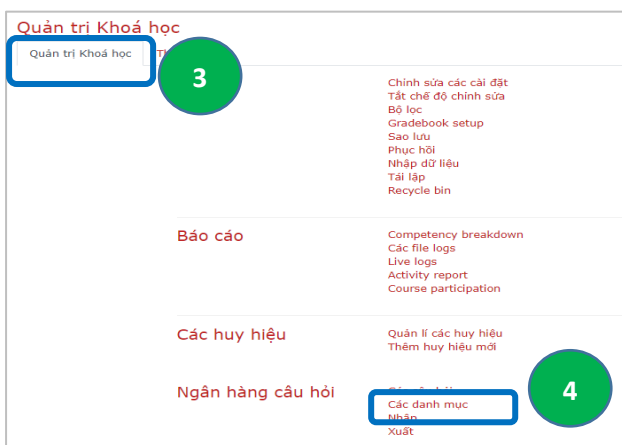 Quản trị Khoá học
Quản trị Khoá học
3
Chỉnh sửa các cài đặt
Tắt chế độ chỉnh sửa
Bộ lọc
Gradebook setup
Sao lưu
Phục hồi
Nhập dữ liệu
Tái lập
Recycle bin
Báo cáo
Competency breakdown
Các file logs
Live logs
Activity report
Course participation
Các huy hiệu
Quản lí các huy hiệu
Thêm huy hiệu mới
Ngân hàng câu hỏi
4
Các danh mục
Nhập
Xuất